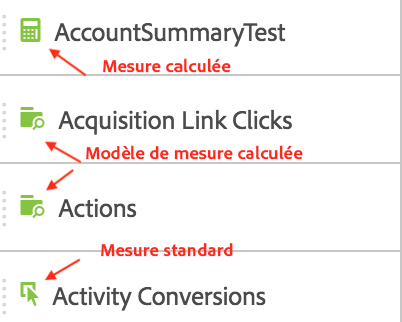 AccountSummaryTest
Mesure calculée
Acquisition Link Clicks
Modèle de mesure calculée
Actions
Mesure standard
Activity Conversions